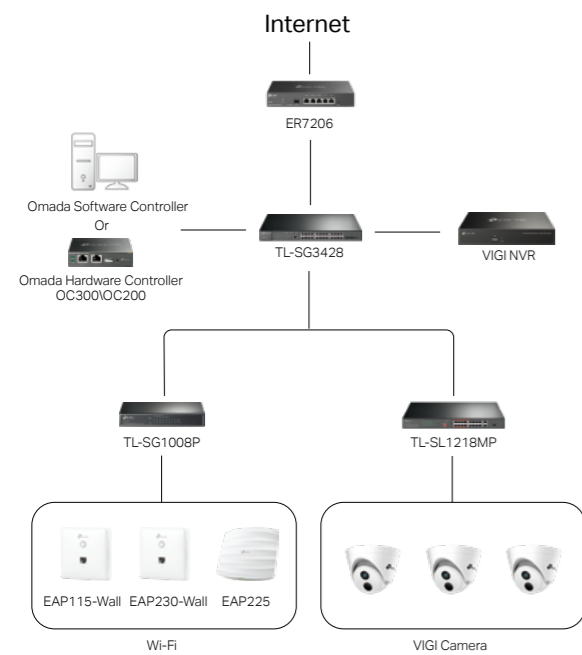 Internet
ER7206
Omada Software Controller
Or
Omada Hardware Controller
OC300\OC200
TL-SG3428
VIGI NVR
TL-SG1008P
TL-SL1218MP
EAP115-Wall EAP230-Wall EAP225
Wi-Fi
VIGI Camera